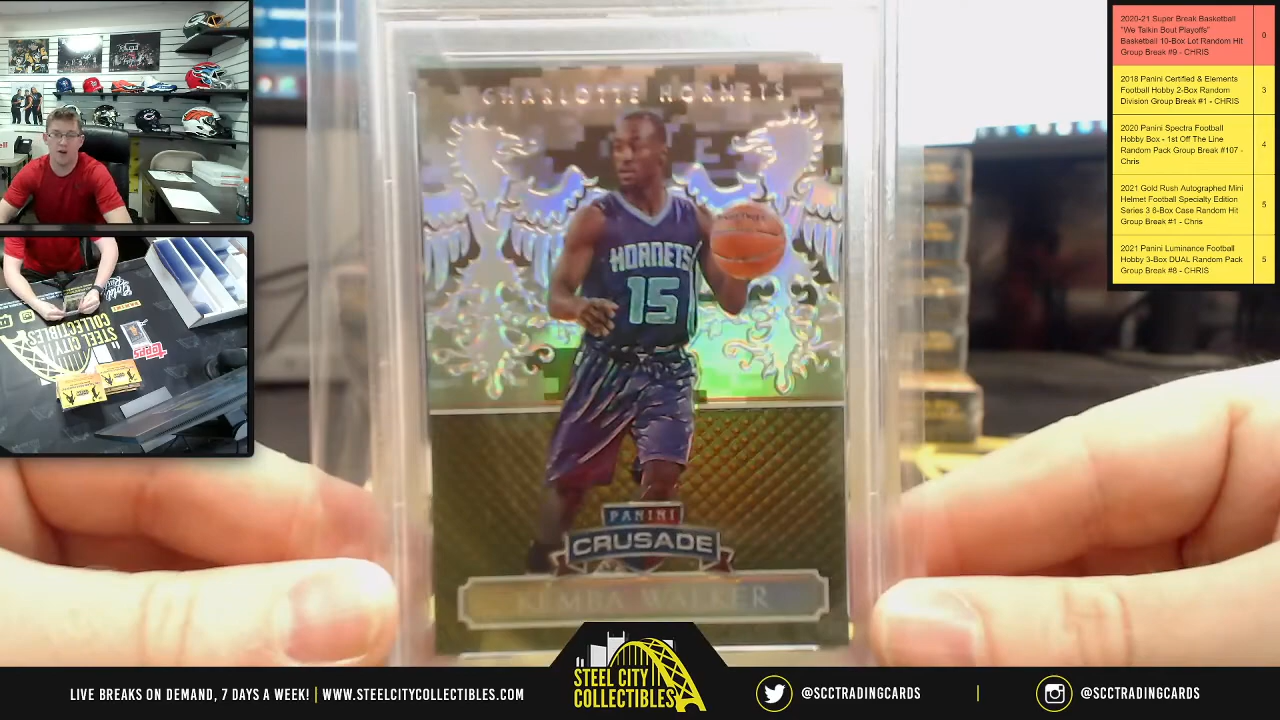 2020-21 Super Break Basketball
"We Talkin Bout Playoffs"
Basketball 10-Box Lot Random Hit
Group Break #9 - CHRIS
0
2018 Panini Certified & Elements
Football Hobby 2-Box Random
Division Group Break #1 - CHRIS
3
2020 Panini Spectra Football
Hobby Box - 1st Off The Line
Random Pack Group Break #107 -
Chris
4
2021 Gold Rush Autographed Mini
Helmet Football Specialty Edition
Series 3 6-Box Case Random Hit
Group Break #1 - Chris
5
2021 Panini Luminance Football
Hobby 3-Box DUAL Random Pack
Group Break #8 - CHRIS
5
CHARLOTTE HORNETS
HORNETS
15
PANINI
CRUSADE
KEMBA WALKER
STEEL CITY
COLLECTIBLES
Topps
LIVE BREAKS ON DEMAND, 7 DAYS A WEEK! | WWW.STEELCITYCOLLECTIBLES.COM
STEEL CITY
COLLECTIBLES
@SCCTRADINGCARDS | @SCCTRADINGCARDS